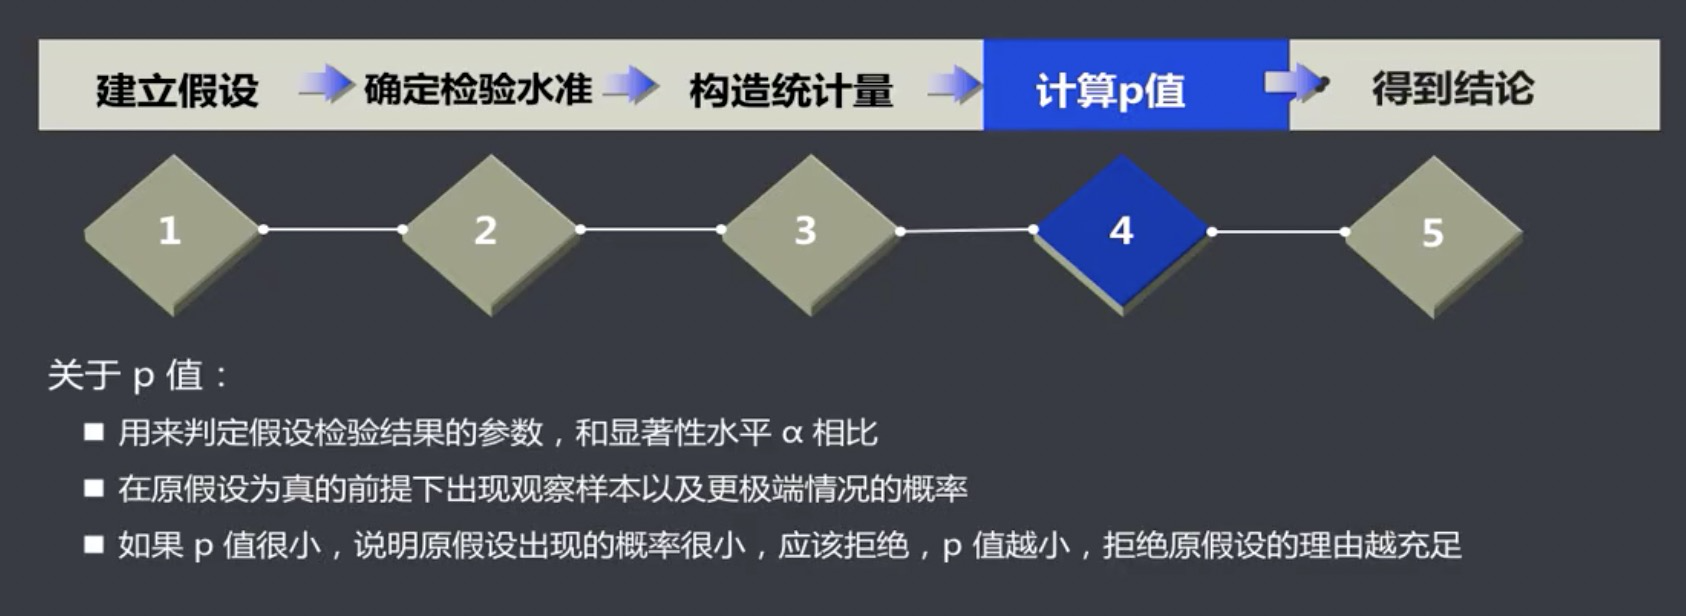 建立假设 确定检验水准 构造统计量 计算p值 得到结论
1 2 3 4 5
关于 p 值：
用来判定假设检验结果的参数，和显著性水平 α 相比
在原假设为真的前提下出现观察样本以及更极端情况的概率
如果 p 值很小，说明原假设出现的概率很小，应该拒绝，p 值越小，拒绝原假设的理由越充足